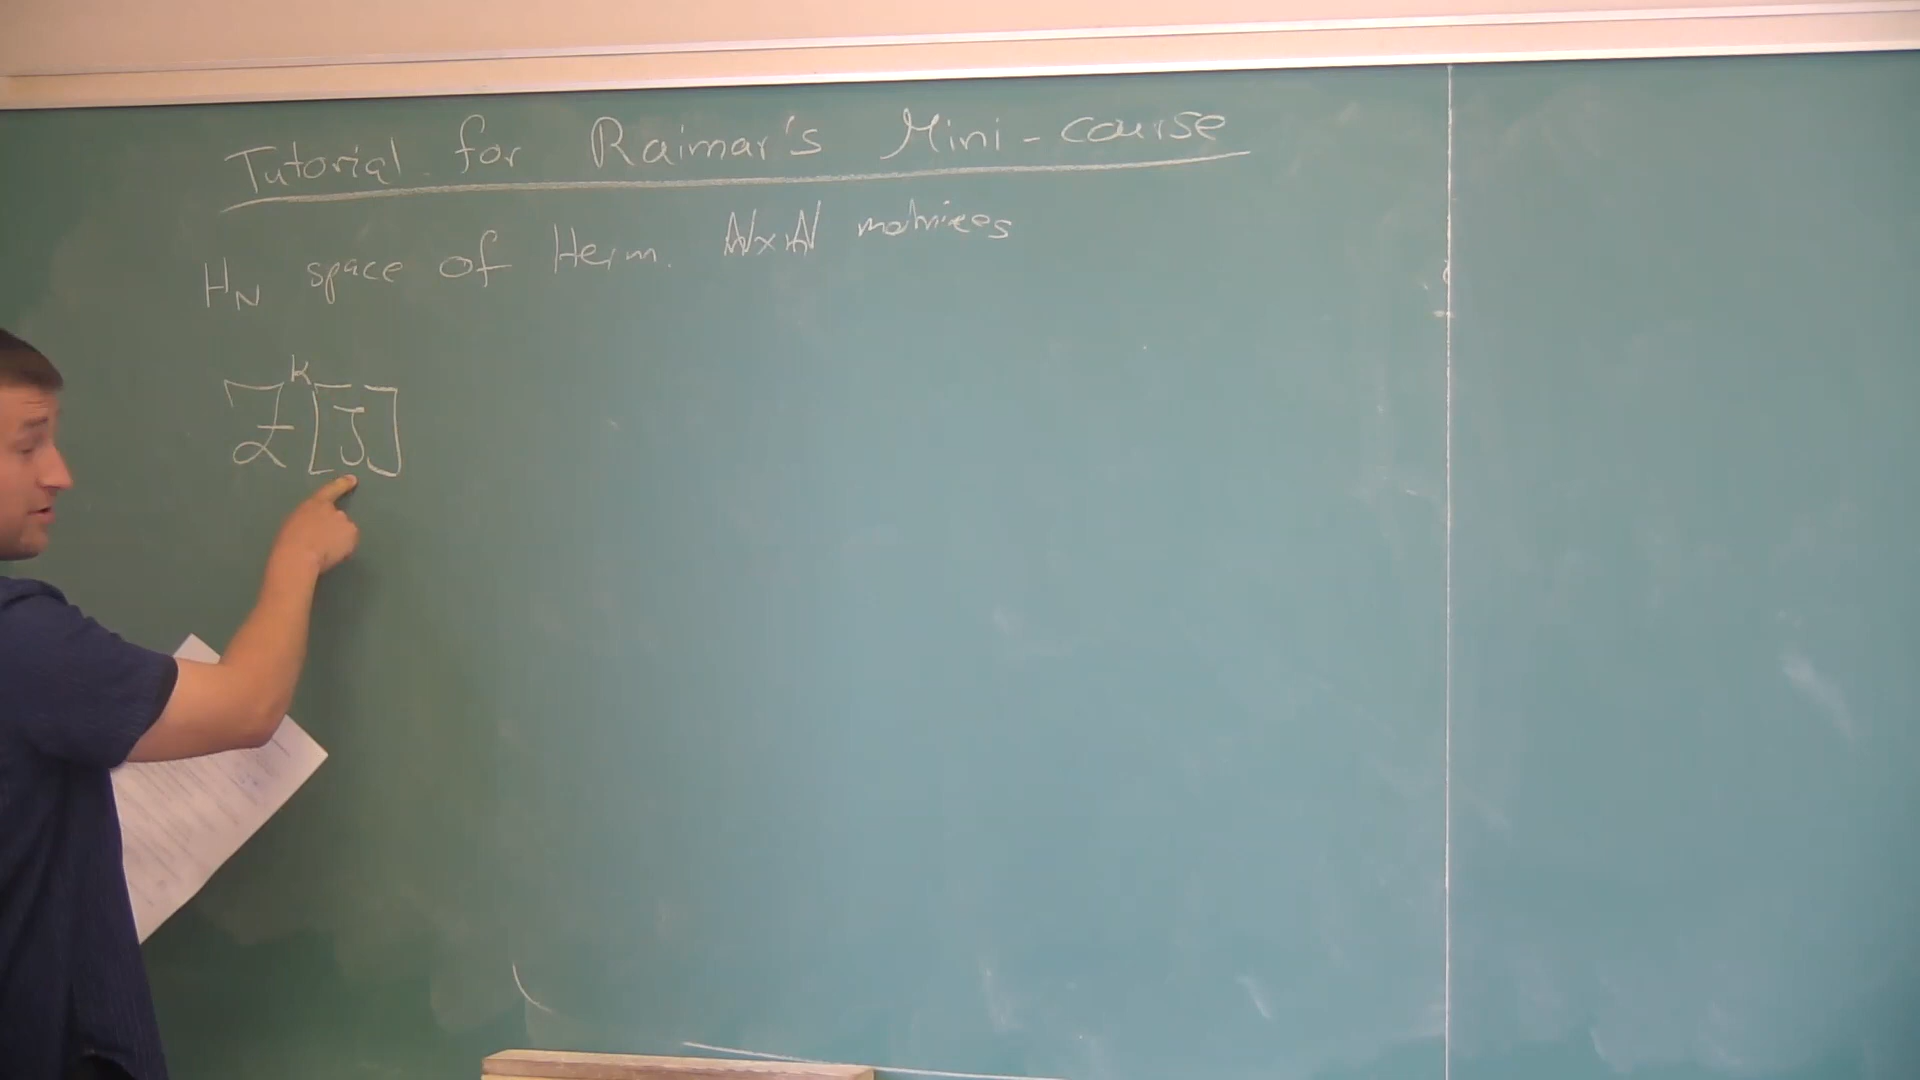 Tutorial for Raimar's Mini-course
H_N space of Herm. N×N matrices
Z^k[J]